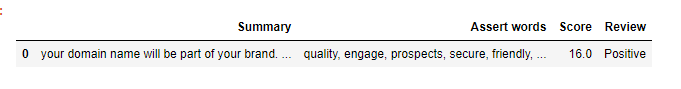 Summary Assert words Score Review
0 your domain name will be part of your brand. ... quality, engage, prospects, secure, friendly, ... 16.0 Positive